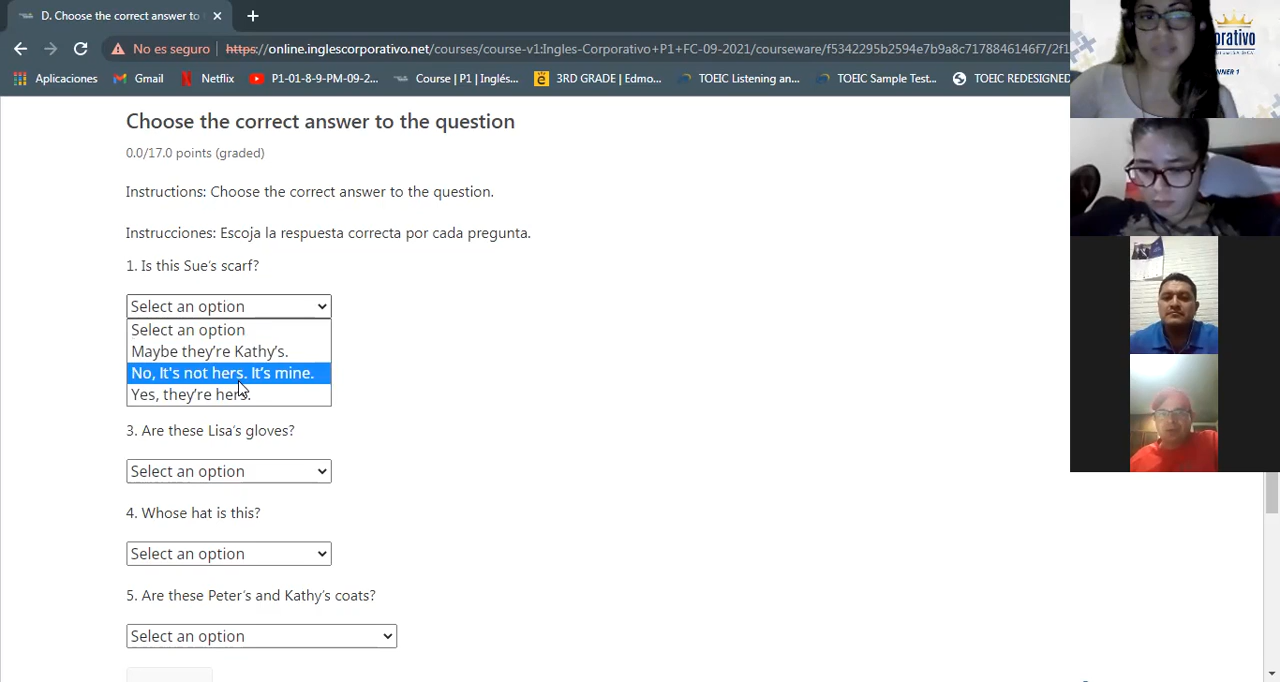 D. Choose the correct answer to
No es seguro
https://online.inglescorporativo.net/courses/course-v1:Ingles-Corporativo+P1+FC-09-2021/courseware/f5342295b2594e7b9a8c7178846146f7/2f1
Aplicaciones
Gmail
Netflix
P1-01-8-9-PM-09-2...
Course | P1 | Inglés...
3RD GRADE | Edmo...
TOEIC Listening an...
TOEIC Sample Test...
TOEIC REDESIGNED
orativo
NNER 1
Choose the correct answer to the question
0.0/17.0 points (graded)
Instructions: Choose the correct answer to the question.
Instrucciones: Escoja la respuesta correcta por cada pregunta.
1. Is this Sue's scarf?
Select an option
Select an option
Maybe they're Kathy's.
No, It's not hers. It's mine.
Yes, they're hers.
3. Are these Lisa's gloves?
Select an option
4. Whose hat is this?
Select an option
5. Are these Peter's and Kathy's coats?
Select an option